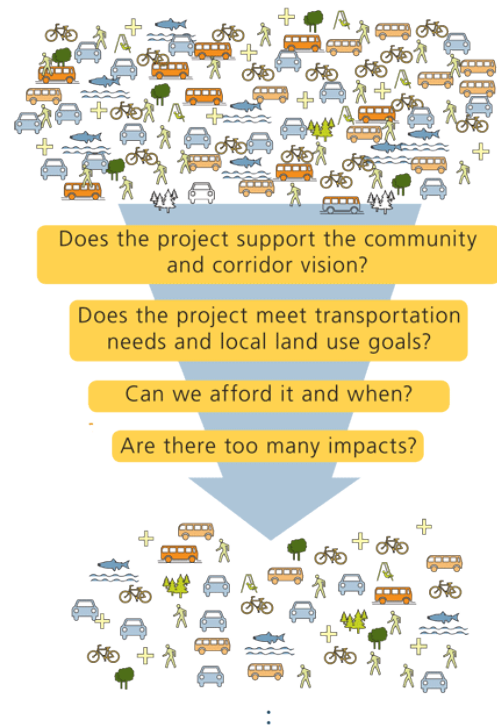 Does the project support the community
and corridor vision?
Does the project meet transportation
needs and local land use goals?
Can we afford it and when?
Are there too many impacts?